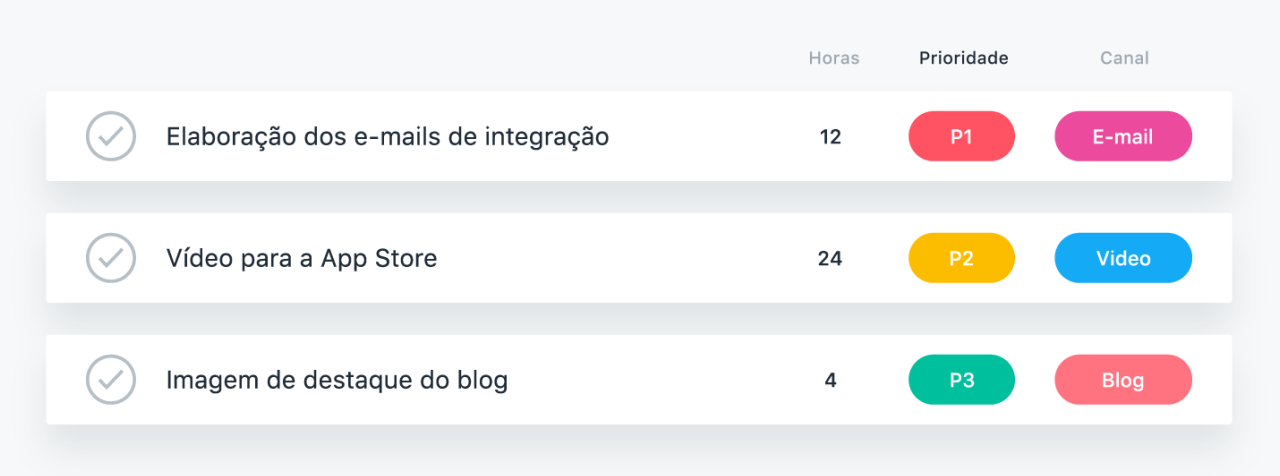 Horas Prioridade Canal
Elaboração dos e-mails de integração 12 P1 E-mail
Vídeo para a App Store 24 P2 Video
Imagem de destaque do blog 4 P3 Blog